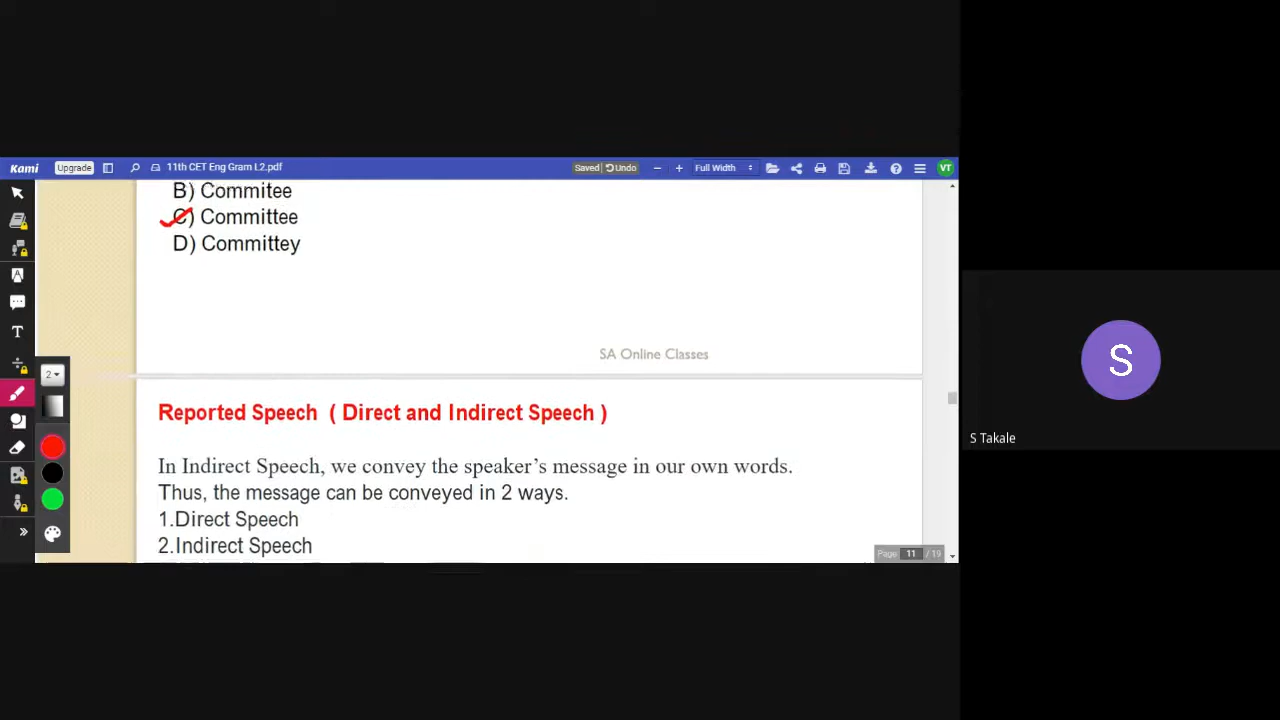 Kami
Upgrade
11th CET Eng Gram L2.pdf
Saved Undo
Full Width
VT
B) Commitee
C) Committee
D) Committey
SA Online Classes
2
Reported Speech ( Direct and Indirect Speech )
In Indirect Speech, we convey the speaker's message in our own words.
Thus, the message can be conveyed in 2 ways.
1.Direct Speech
2.Indirect Speech
Page 11 / 19
S
S Takale